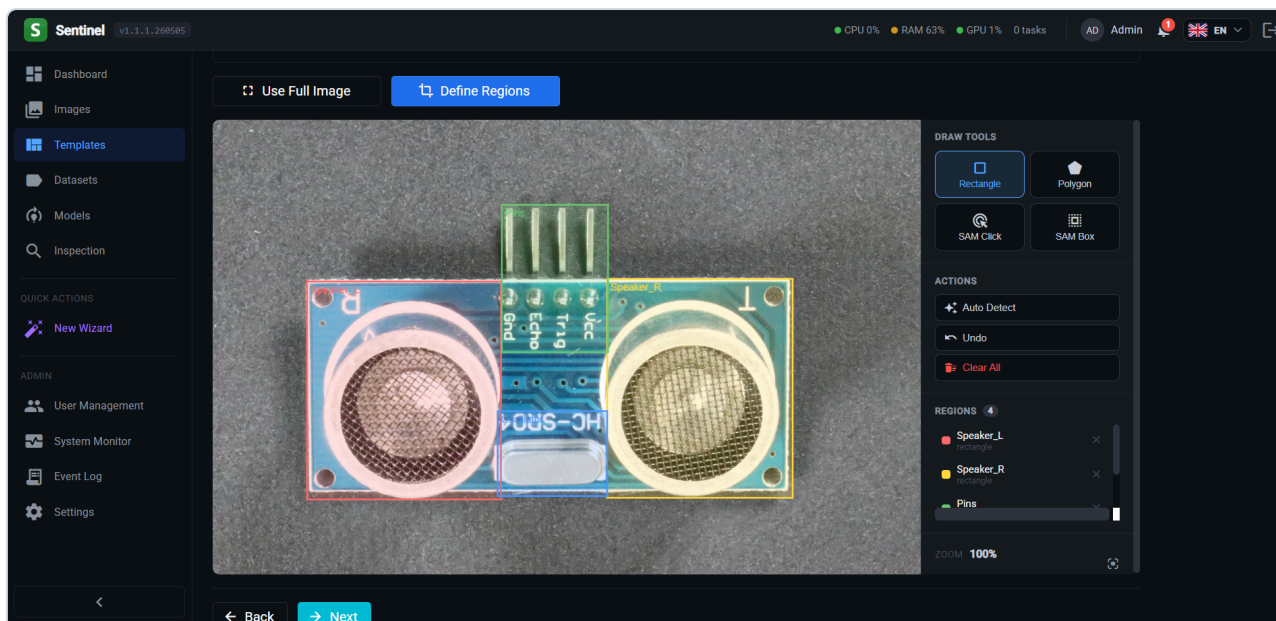 S Sentinel v1.1.1.260505
CPU 0% RAM 63% GPU 1% 0 tasks AD Admin 1 EN
Dashboard
Images
Templates
Datasets
Models
Inspection
QUICK ACTIONS
New Wizard
ADMIN
User Management
System Monitor
Event Log
Settings
Use Full Image
Define Regions
Pins
Speaker_R
R
T
Gnd
Echo
Trig
Vcc
HC-SR04
DRAW TOOLS
Rectangle
Polygon
SAM Click
SAM Box
ACTIONS
Auto Detect
Undo
Clear All
REGIONS 4
Speaker_L
rectangle
Speaker_R
rectangle
Pins
ZOOM 100%
Back
Next